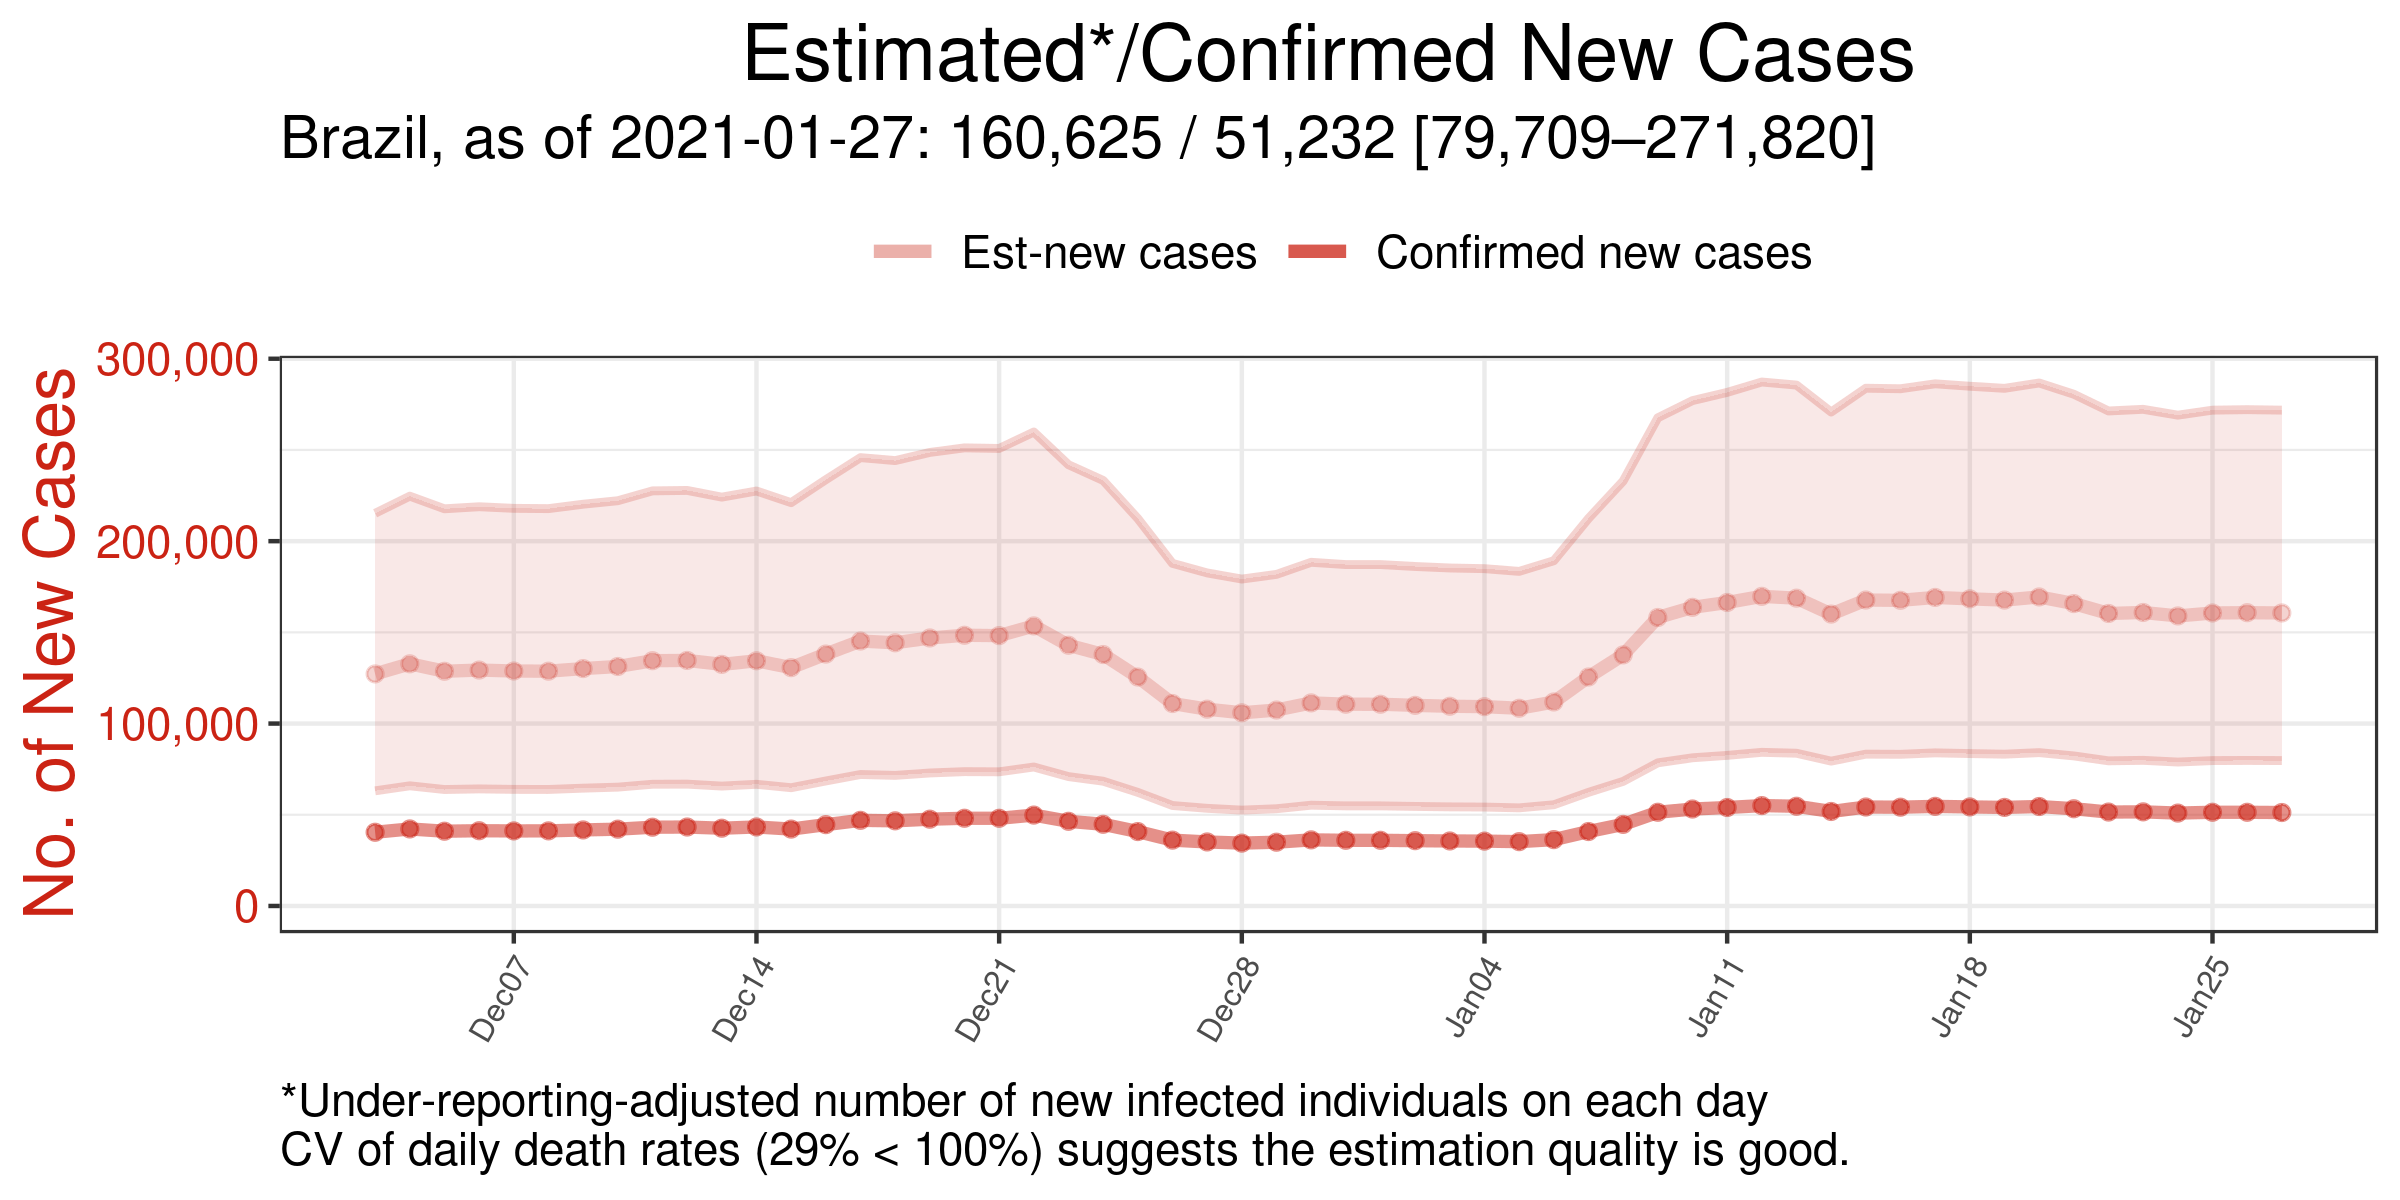 Estimated*/Confirmed New Cases
Brazil, as of 2021-01-27: 160,625 / 51,232 [79,709–271,820]
Est-new cases
Confirmed new cases
No. of New Cases
300,000
200,000
100,000
0
Dec07
Dec14
Dec21
Dec28
Jan04
Jan11
Jan18
Jan25
*Under-reporting-adjusted number of new infected individuals on each day
CV of daily death rates (29% < 100%) suggests the estimation quality is good.